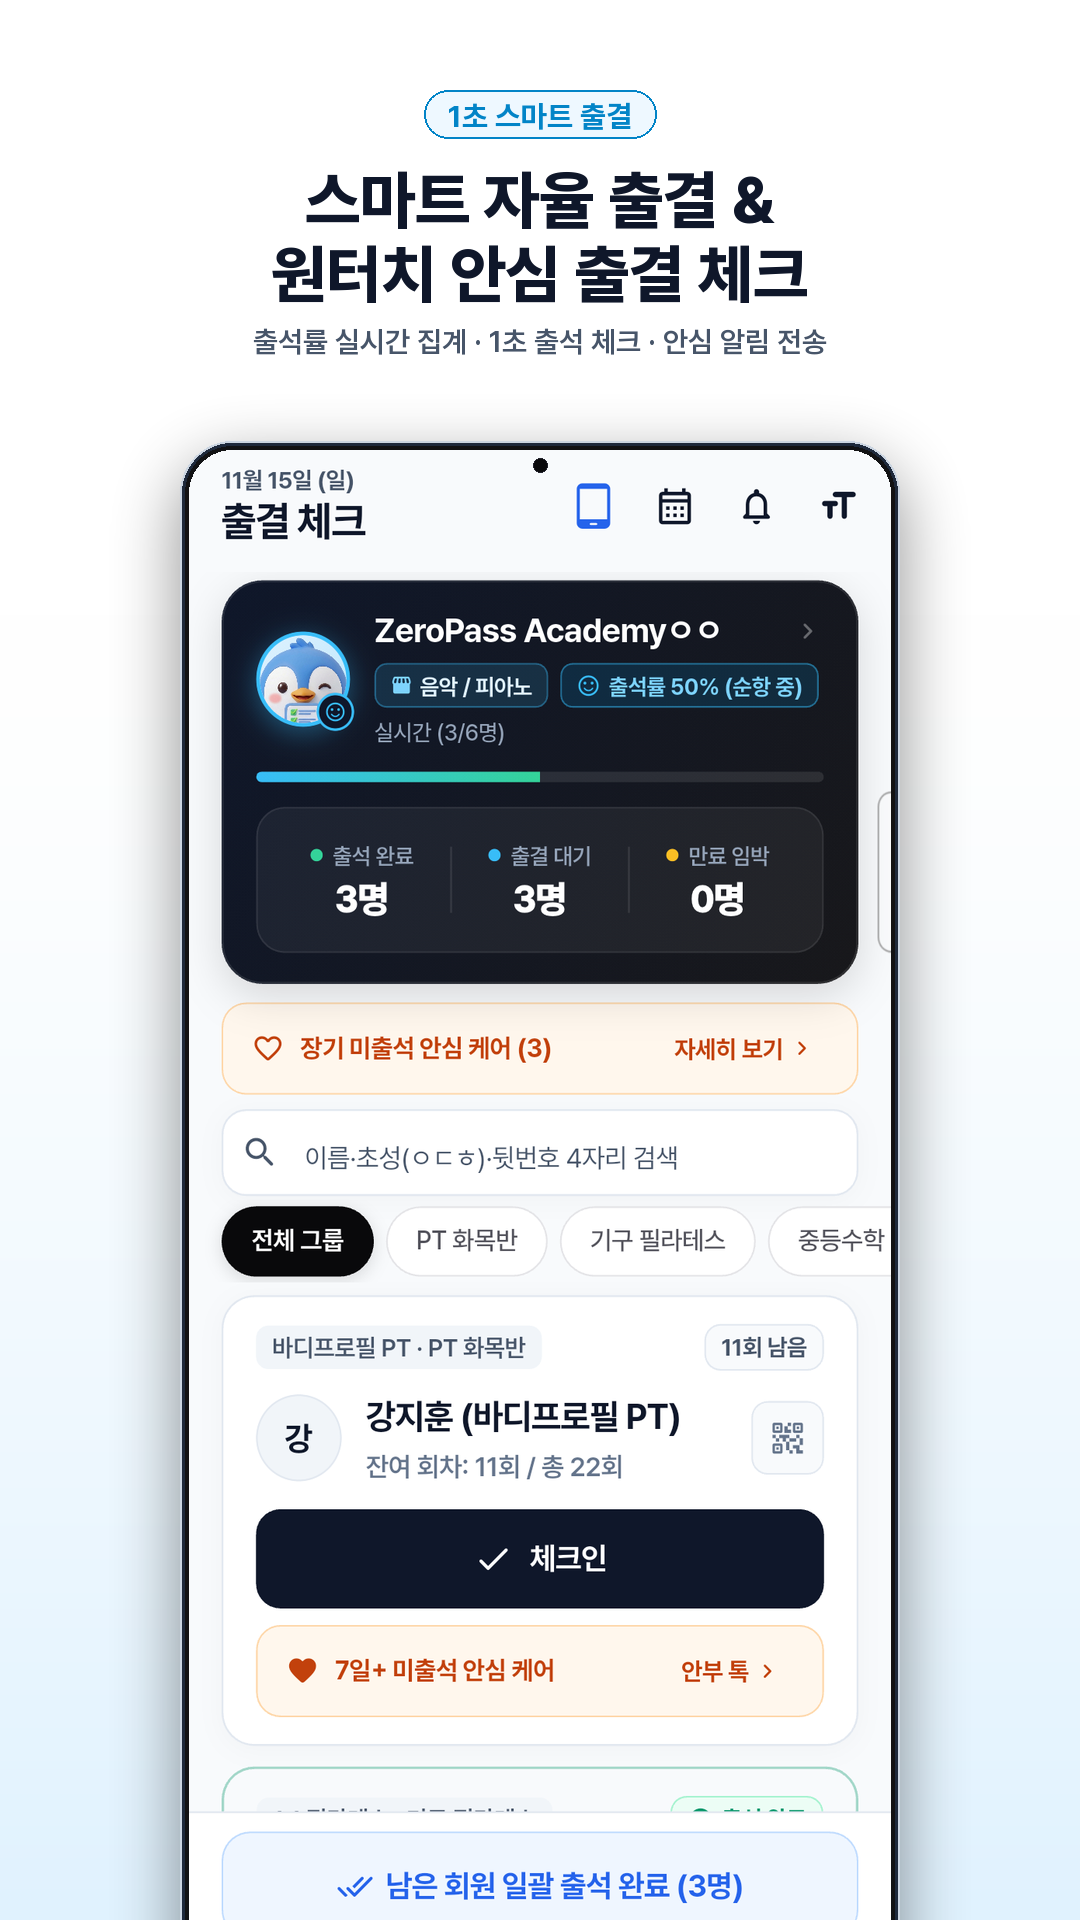 1초 스마트 출결
스마트 자율 출결 &
원터치 안심 출결 체크
출석률 실시간 집계 · 1초 출석 체크 · 안심 알림 전송
11월 15일 (일)
출결 체크
ZeroPass Academyㅇㅇ
음악 / 피아노
출석률 50% (순항 중)
실시간 (3/6명)
출석 완료
출결 대기
만료 임박
3명
3명
0명
장기 미출석 안심 케어 (3)
자세히 보기
이름·초성(ㅇㄷㅎ)·뒷번호 4자리 검색
전체 그룹
PT 화목반
기구 필라테스
중등수학
바디프로필 PT · PT 화목반
11회 남음
강
강지훈 (바디프로필 PT)
잔여 회차: 11회 / 총 22회
체크인
7일+ 미출석 안심 케어
안부 톡
남은 회원 일괄 출석 완료 (3명)